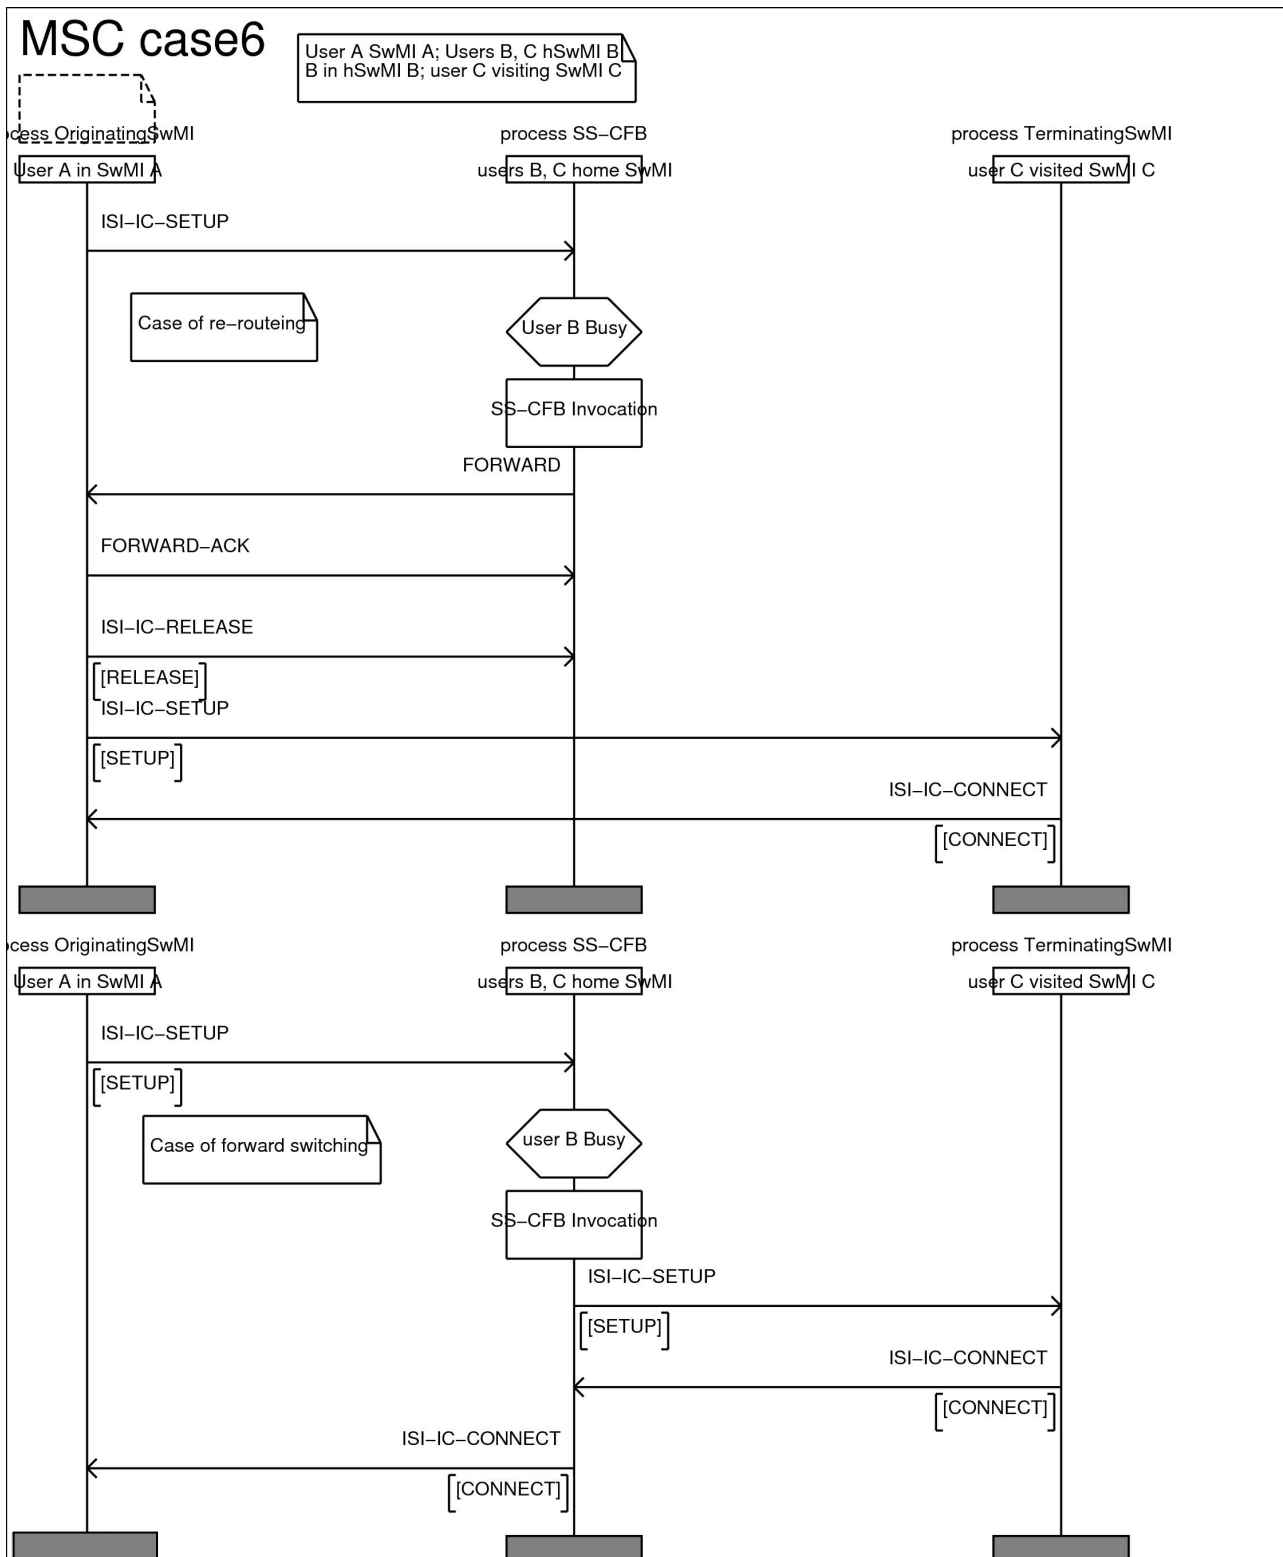 MSC case6
User A SwMI A; Users B, C hSwMI B
B in hSwMI B; user C visiting SwMI C
cess OriginatingSwMI
process SS–CFB
process TerminatingSwMI
User A in SwMI A
users B, C home SwMI
user C visited SwMI C
ISI–IC–SETUP
Case of re–routeing
User B Busy
SS–CFB Invocation
FORWARD
FORWARD–ACK
ISI–IC–RELEASE
[RELEASE]
ISI–IC–SETUP
[SETUP]
ISI–IC–CONNECT
[CONNECT]
cess OriginatingSwMI
process SS–CFB
process TerminatingSwMI
User A in SwMI A
users B, C home SwMI
user C visited SwMI C
ISI–IC–SETUP
[SETUP]
Case of forward switching
user B Busy
SS–CFB Invocation
ISI–IC–SETUP
[SETUP]
ISI–IC–CONNECT
[CONNECT]
ISI–IC–CONNECT
[CONNECT]